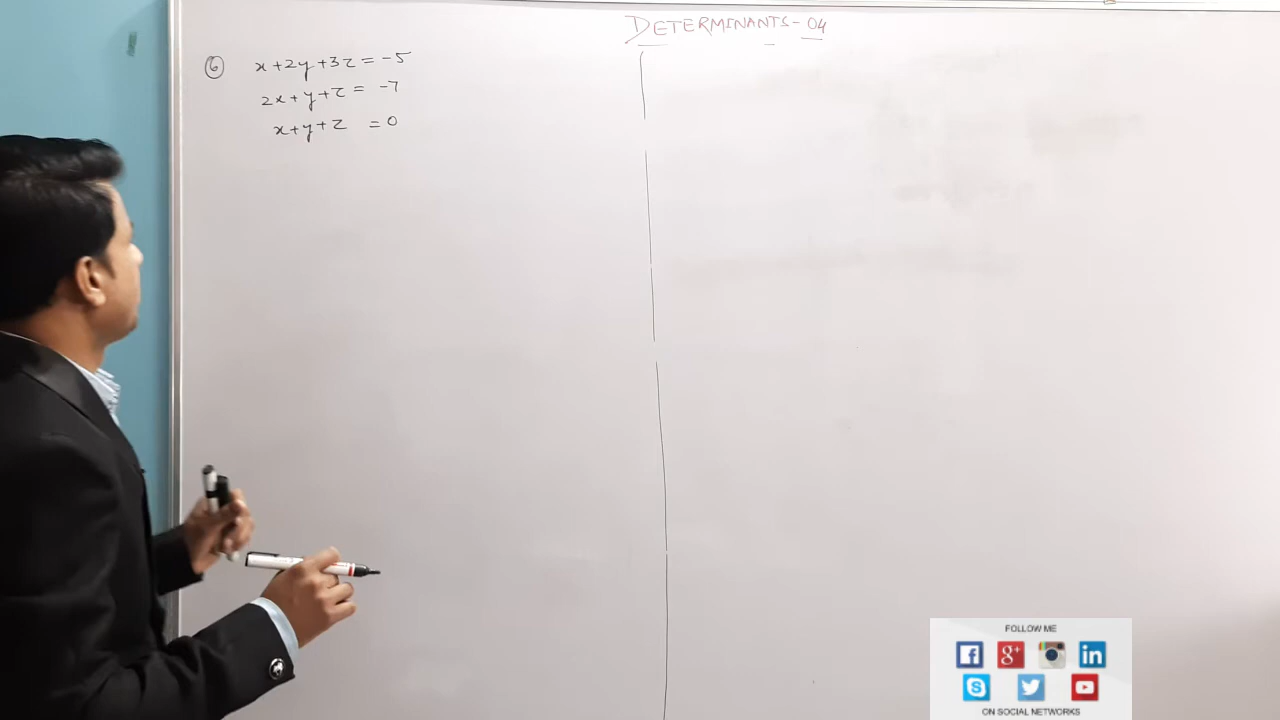 DETERMINANTS-04
6 x+2y+3z = -5
2x+y+z = -7
x+y+z = 0
FOLLOW ME
ON SOCIAL NETWORKS